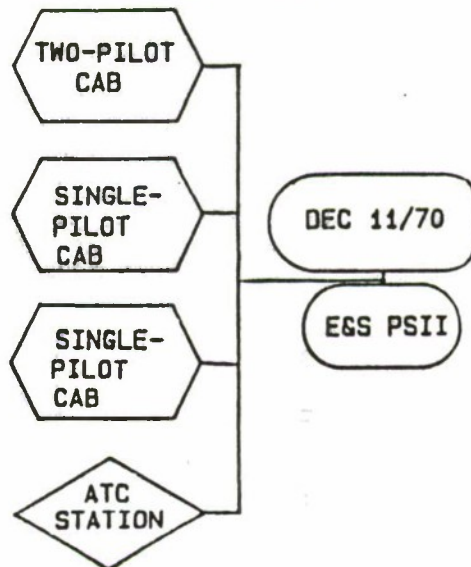 TWO-PILOT
CAB
SINGLE-
PILOT
CAB
DEC 11/70
E&S PSII
SINGLE-
PILOT
CAB
ATC
STATION